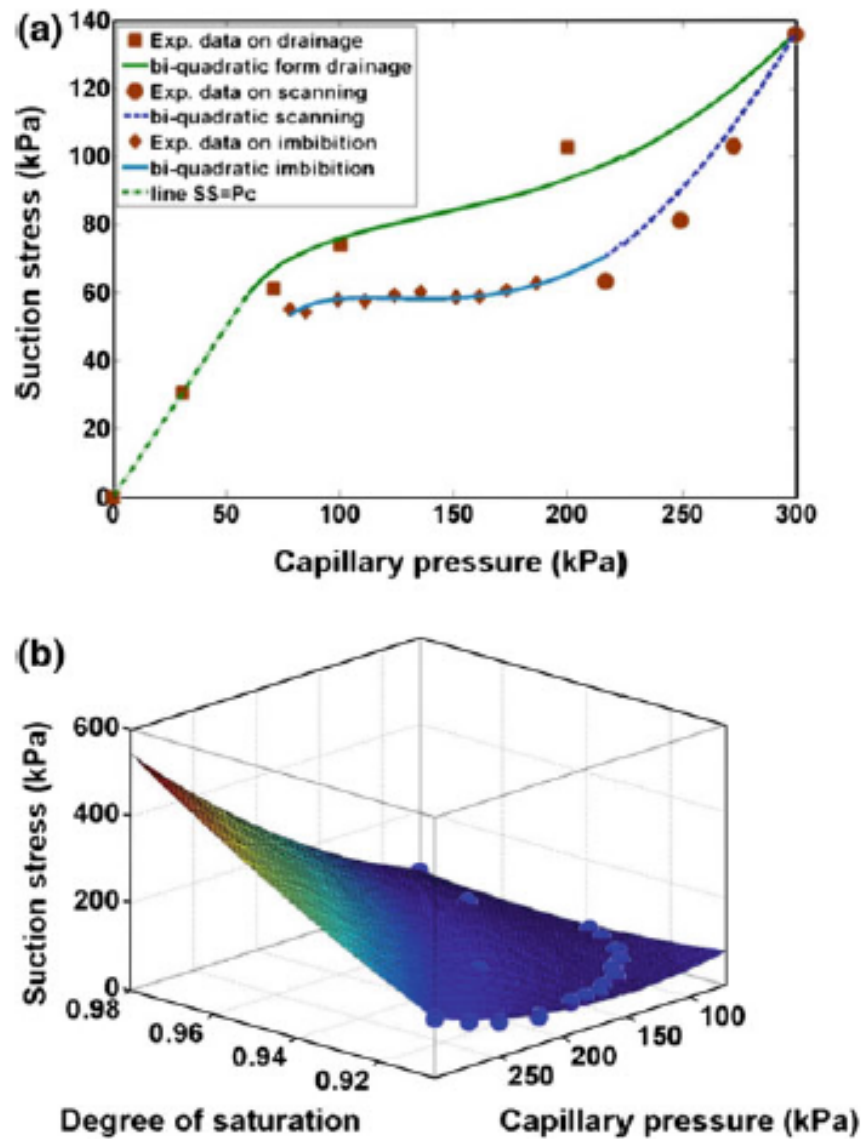 (a)
140
120
100
80
60
40
20
0
Suction stress (kPa)
Exp. data on drainage
bi-quadratic form drainage
Exp. data on scanning
bi-quadratic scanning
Exp. data on imbibition
bi-quadratic imbibition
line SS=Pc
0 50 100 150 200 250 300
Capillary pressure (kPa)
(b)
600
400
200
0
Suction stress (kPa)
0.98
0.96
0.94
0.92
250
200
150
100
Degree of saturation
Capillary pressure (kPa)